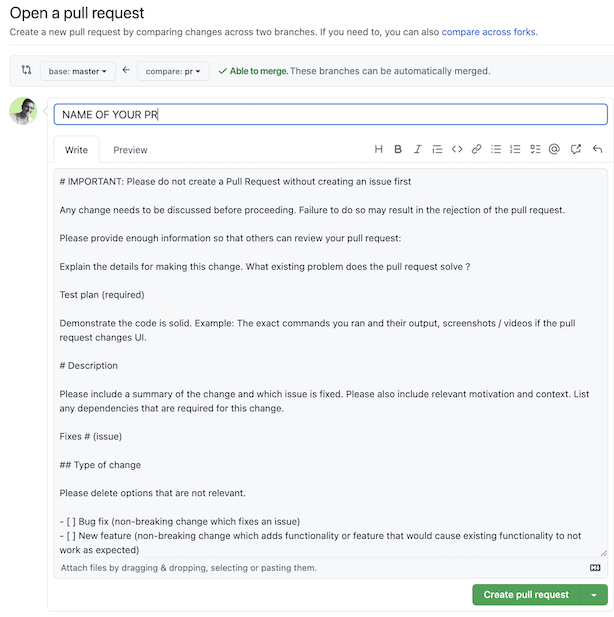 Open a pull request
Create a new pull request by comparing changes across two branches. If you need to, you can also compare across forks.
base: master
compare: pr
Able to merge. These branches can be automatically merged.
NAME OF YOUR PR
Write
Preview
H B I
# IMPORTANT: Please do not create a Pull Request without creating an issue first
Any change needs to be discussed before proceeding. Failure to do so may result in the rejection of the pull request.
Please provide enough information so that others can review your pull request:
Explain the details for making this change. What existing problem does the pull request solve ?
Test plan (required)
Demonstrate the code is solid. Example: The exact commands you ran and their output, screenshots / videos if the pull
request changes UI.
# Description
Please include a summary of the change and which issue is fixed. Please also include relevant motivation and context. List
any dependencies that are required for this change.
Fixes # (issue)
## Type of change
Please delete options that are not relevant.
- [ ] Bug fix (non-breaking change which fixes an issue)
- [ ] New feature (non-breaking change which adds functionality or feature that would cause existing functionality to not
work as expected)
Attach files by dragging & dropping, selecting or pasting them.
Create pull request